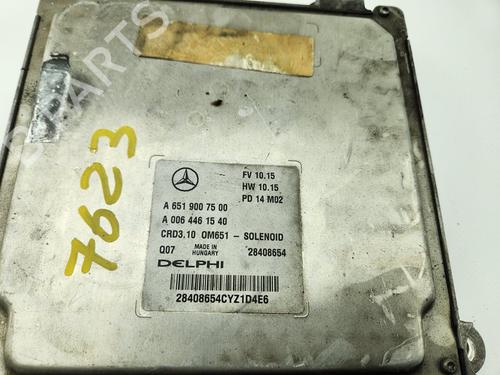 B-PARTS
7623
FV 10.15
HW 10.15
PD 14 M02
A 651 900 75 00
A 006 446 15 40
CRD3.10 OM651 - SOLENOID
Q07 MADE IN HUNGARY 28408654
DELPHI
28408654CYZ1D4E6